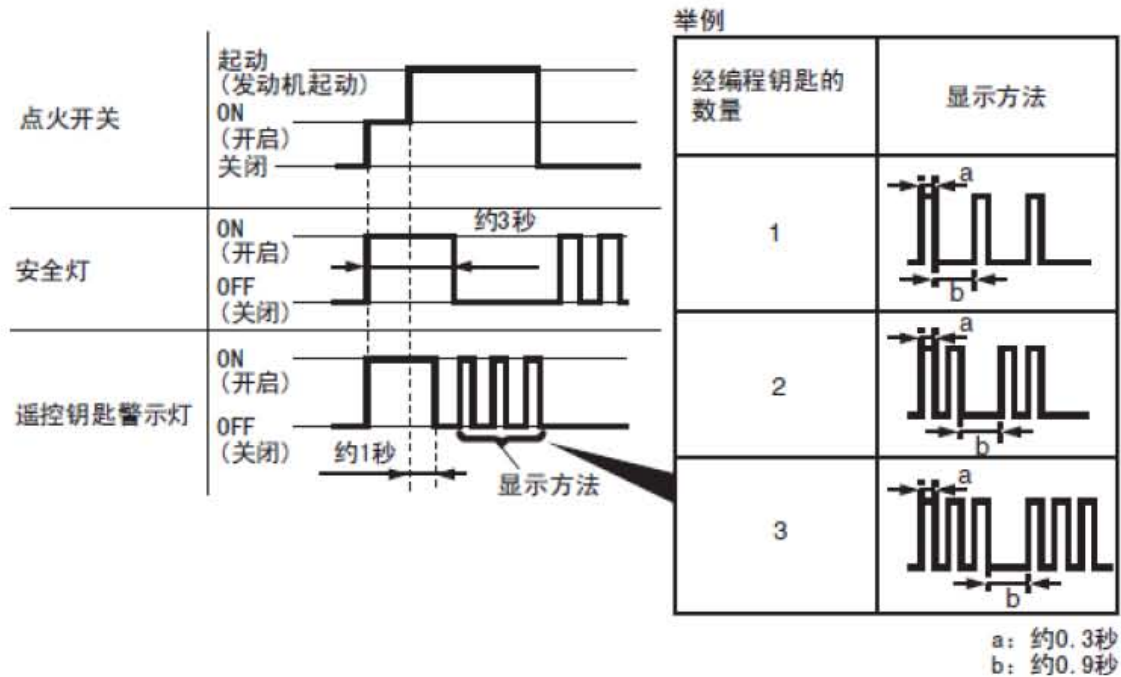 点火开关
起动
(发动机起动)
ON
(开启)
关闭
安全灯
ON
(开启)
OFF
(关闭)
约3秒
遥控钥匙警示灯
ON
(开启)
OFF
(关闭)
约1秒
显示方法
举例
经编程钥匙的
数量
显示方法
1
a
b
2
a
b
3
a
b
a: 约0.3秒
b: 约0.9秒